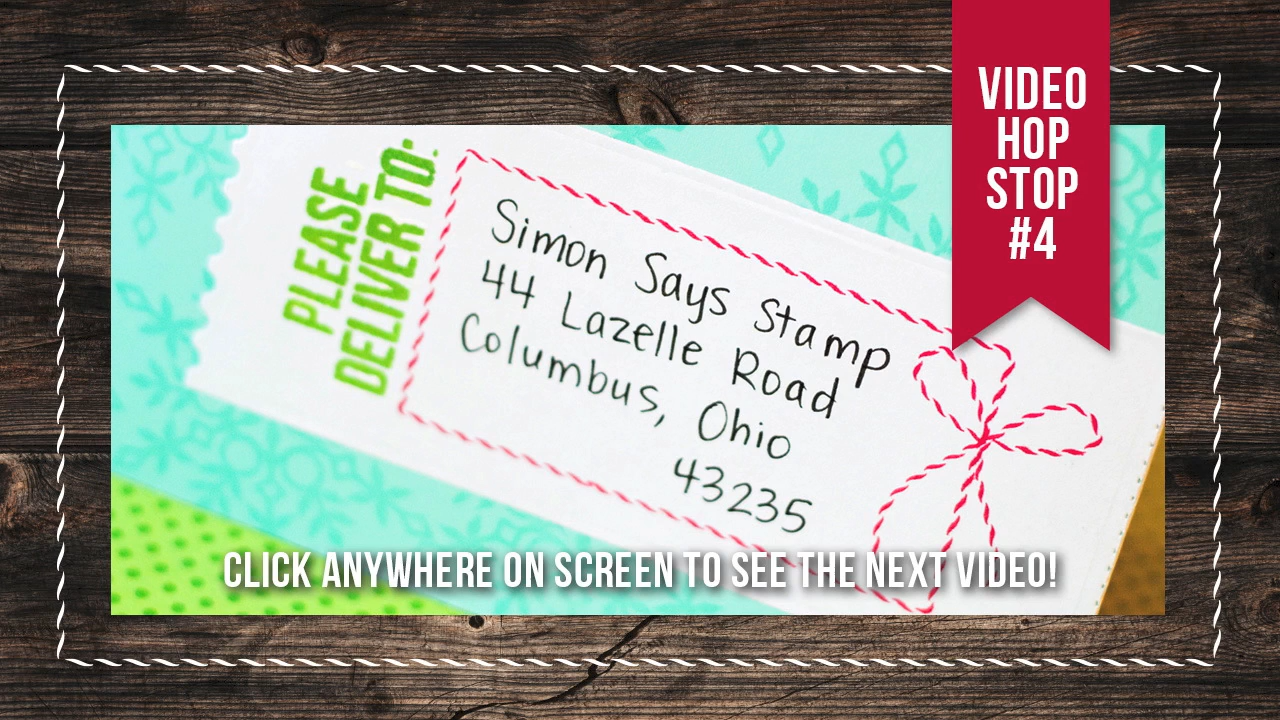 VIDEO
HOP
STOP
#4
PLEASE
DELIVER TO:
Simon Says Stamp
44 Lazelle Road
Columbus, Ohio
43235
CLICK ANYWHERE ON SCREEN TO SEE THE NEXT VIDEO!